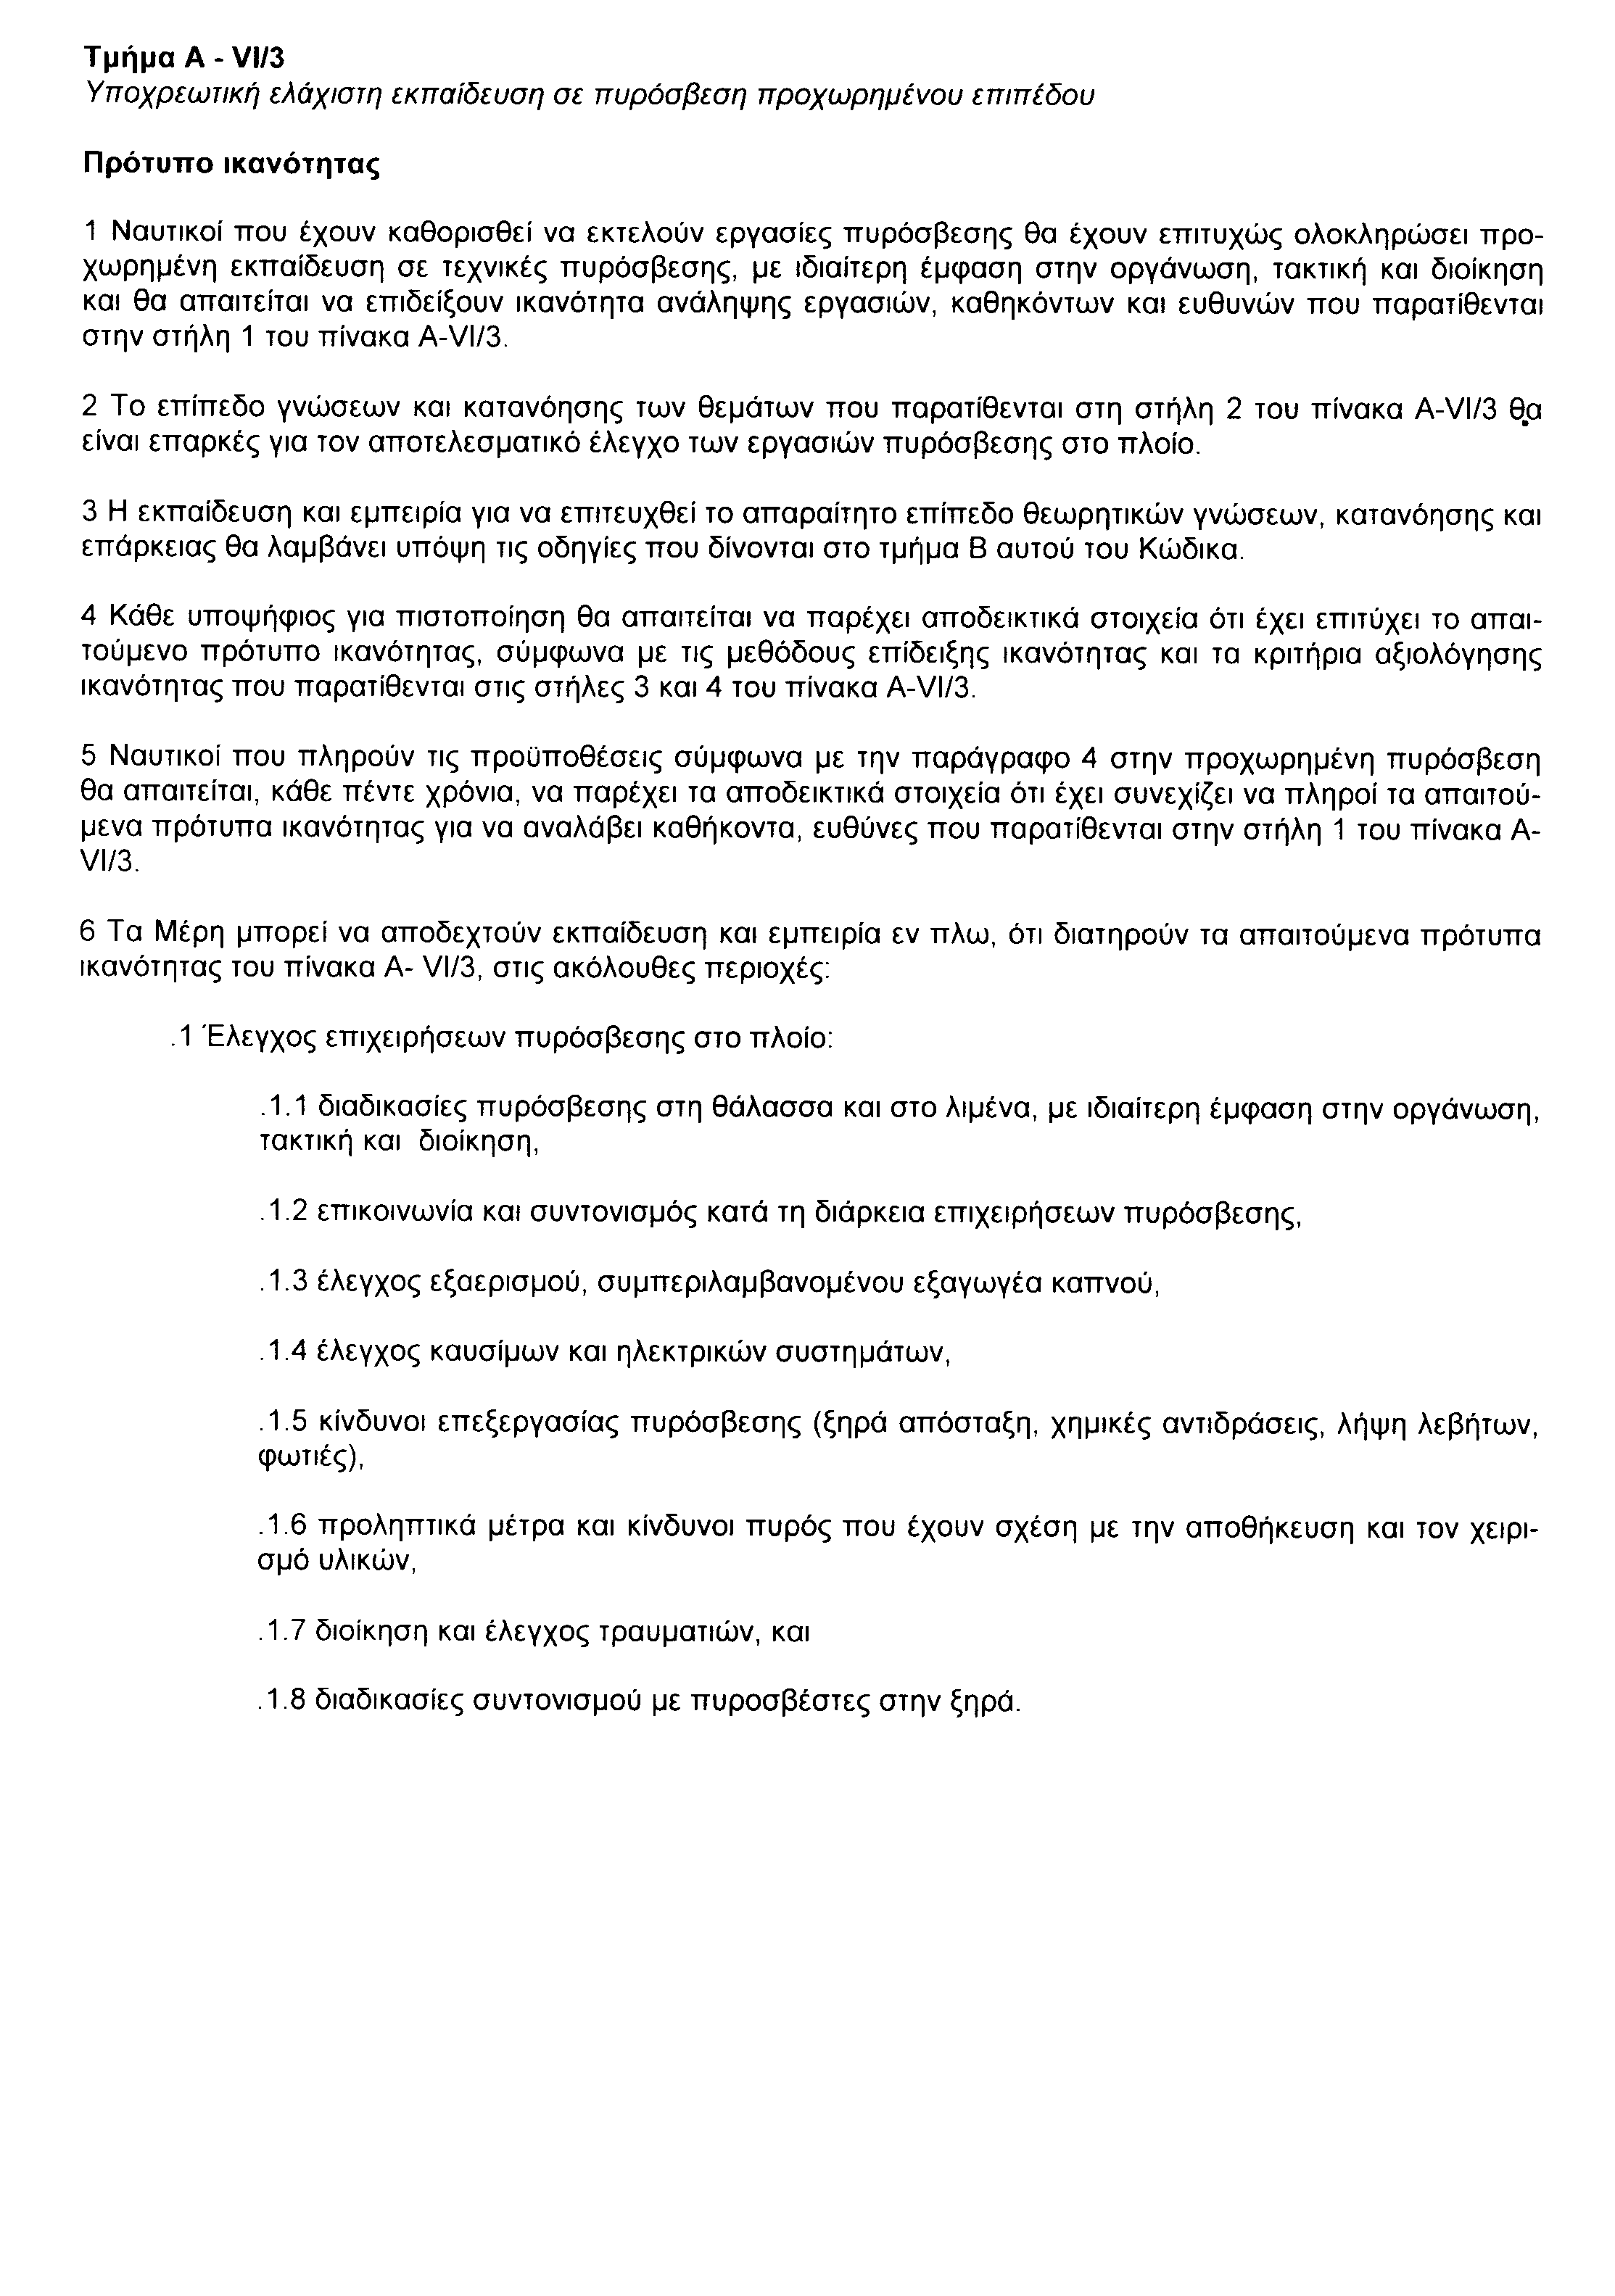 Τμήμα Α - VI/3
Υποχρεωτική ελάχιστη εκπαίδευση σε πυρόσβεση προχωρημένου επιπέδου
Πρότυπο ικανότητας
1 Ναυτικοί που έχουν καθορισθεί να εκτελούν εργασίες πυρόσβεσης θα έχουν επιτυχώς ολοκληρώσει προ-
χωρημένη εκπαίδευση σε τεχνικές πυρόσβεσης, με ιδιαίτερη έμφαση στην οργάνωση, τακτική και διοίκηση
και θα απαιτείται να επιδείξουν ικανότητα ανάληψης εργασιών, καθηκόντων και ευθυνών που παρατίθενται
στην στήλη 1 του πίνακα Α-VI/3.
2 Το επίπεδο γνώσεων και κατανόησης των θεμάτων που παρατίθενται στη στήλη 2 του πίνακα Α-VI/3 θα
είναι επαρκές για τον αποτελεσματικό έλεγχο των εργασιών πυρόσβεσης στο πλοίο.
3 Η εκπαίδευση και εμπειρία για να επιτευχθεί το απαραίτητο επίπεδο θεωρητικών γνώσεων, κατανόησης και
επάρκειας θα λαμβάνει υπόψη τις οδηγίες που δίνονται στο τμήμα Β αυτού του Κώδικα.
4 Κάθε υποψήφιος για πιστοποίηση θα απαιτείται να παρέχει αποδεικτικά στοιχεία ότι έχει επιτύχει το απαι-
τούμενο πρότυπο ικανότητας, σύμφωνα με τις μεθόδους επίδειξης ικανότητας και τα κριτήρια αξιολόγησης
ικανότητας που παρατίθενται στις στήλες 3 και 4 του πίνακα Α-VI/3.
5 Ναυτικοί που πληρούν τις προϋποθέσεις σύμφωνα με την παράγραφο 4 στην προχωρημένη πυρόσβεση
θα απαιτείται, κάθε πέντε χρόνια, να παρέχει τα αποδεικτικά στοιχεία ότι έχει συνεχίζει να πληροί τα απαιτού-
μενα πρότυπα ικανότητας για να αναλάβει καθήκοντα, ευθύνες που παρατίθενται στην στήλη 1 του πίνακα Α-
VI/3.
6 Τα Μέρη μπορεί να αποδεχτούν εκπαίδευση και εμπειρία εν πλω, ότι διατηρούν τα απαιτούμενα πρότυπα
ικανότητας του πίνακα Α- VI/3, στις ακόλουθες περιοχές:
.1 Έλεγχος επιχειρήσεων πυρόσβεσης στο πλοίο:
.1.1 διαδικασίες πυρόσβεσης στη θάλασσα και στο λιμένα, με ιδιαίτερη έμφαση στην οργάνωση,
τακτική και διοίκηση,
.1.2 επικοινωνία και συντονισμός κατά τη διάρκεια επιχειρήσεων πυρόσβεσης,
.1.3 έλεγχος εξαερισμού, συμπεριλαμβανομένου εξαγωγέα καπνού,
.1.4 έλεγχος καυσίμων και ηλεκτρικών συστημάτων,
.1.5 κίνδυνοι επεξεργασίας πυρόσβεσης (ξηρά απόσταξη, χημικές αντιδράσεις, λήψη λεβήτων,
φωτιές),
.1.6 προληπτικά μέτρα και κίνδυνοι πυρός που έχουν σχέση με την αποθήκευση και τον χειρι-
σμό υλικών,
.1.7 διοίκηση και έλεγχος τραυματιών, και
.1.8 διαδικασίες συντονισμού με πυροσβέστες στην ξηρά.